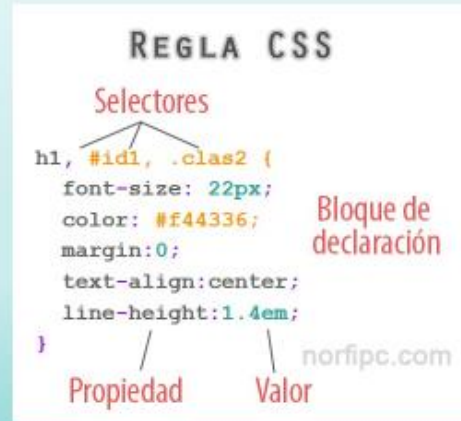 REGLA CSS
Selectores
h1, #id1, .clas2 {
font-size: 22px;
color: #f44336;
margin:0;
text-align:center;
line-height:1.4em;
}
Bloque de
declaración
norfipc.com
Propiedad Valor